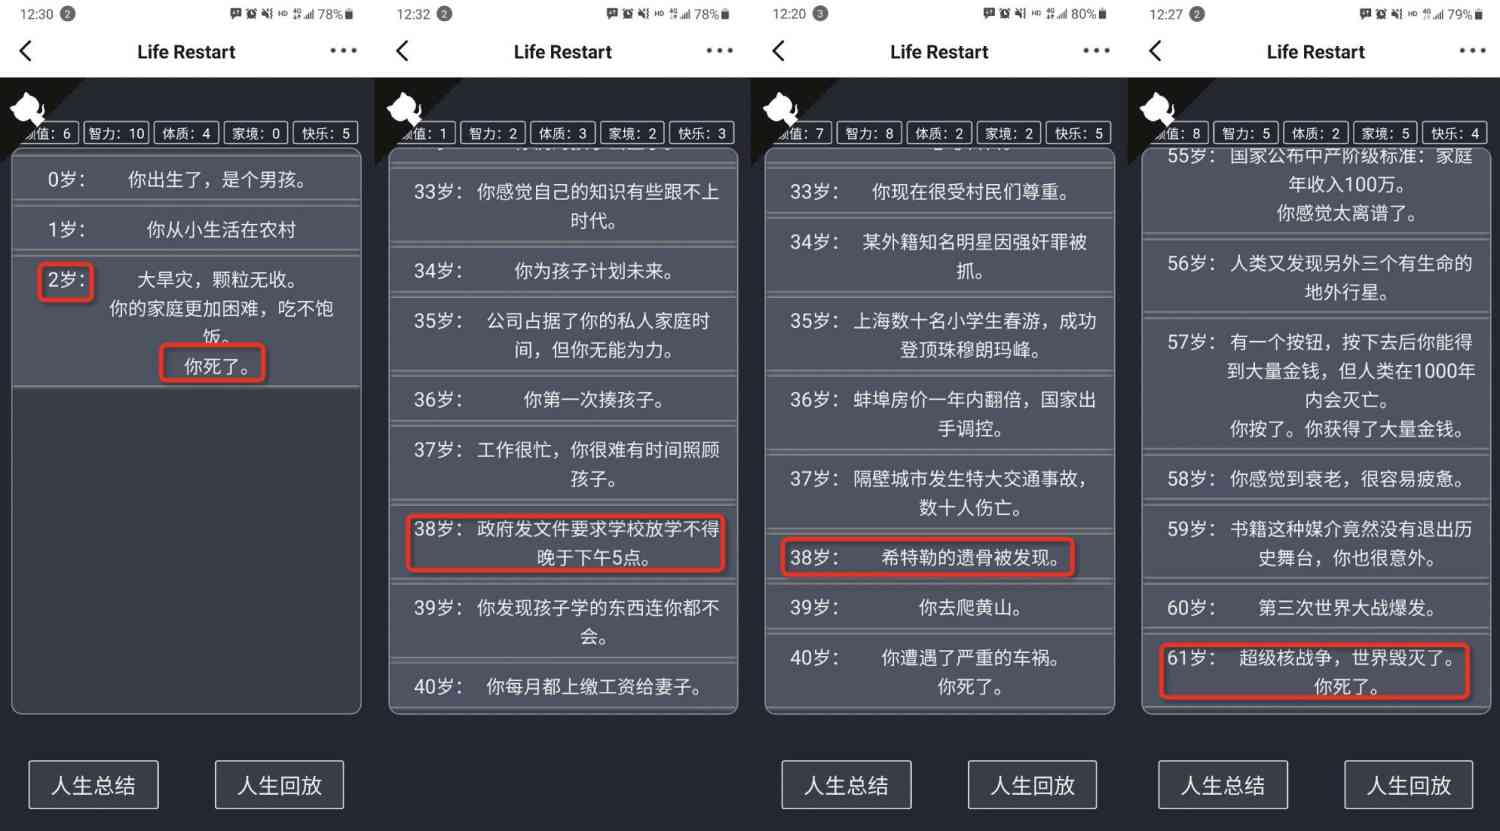 12:30 2
HD 4G 78%
Life Restart
颜值：6 智力：10 体质：4 家境：0 快乐：5
0岁： 你出生了，是个男孩。
1岁： 你从小生活在农村
2岁： 大旱灾，颗粒无收。
你的家庭更加困难，吃不饱
饭。
你死了。
人生总结 人生回放
12:32 2
HD 4G 78%
Life Restart
颜值：1 智力：2 体质：3 家境：2 快乐：3
33岁： 你感觉自己的知识有些跟不上
时代。
34岁： 你为孩子计划未来。
35岁： 公司占据了你的私人家庭时
间，但你无能为力。
36岁： 你第一次揍孩子。
37岁： 工作很忙，你很难有时间照顾
孩子。
38岁： 政府发文件要求学校放学不得
晚于下午5点。
39岁： 你发现孩子学的东西连你都不
会。
40岁： 你每月都上缴工资给妻子。
12:20 3
HD 4G 80%
Life Restart
颜值：7 智力：8 体质：2 家境：2 快乐：5
33岁： 你现在很受村民们尊重。
34岁： 某外籍知名明星因强奸罪被
抓。
35岁： 上海数十名小学生春游，成功
登顶珠穆朗玛峰。
36岁： 蚌埠房价一年内翻倍，国家出
手调控。
37岁： 隔壁城市发生特大交通事故，
数十人伤亡。
38岁： 希特勒的遗骨被发现。
39岁： 你去爬黄山。
40岁： 你遭遇了严重的车祸。
你死了。
人生总结 人生回放
12:27 2
HD 4G 79%
Life Restart
颜值：8 智力：5 体质：2 家境：5 快乐：4
55岁： 国家公布中产阶级标准：家庭
年收入100万。
你感觉太离谱了。
56岁： 人类又发现另外三个有生命的
地外行星。
57岁： 有一个按钮，按下去后你能得
到大量金钱，但人类在1000年
内会灭亡。
你按了。你获得了大量金钱。
58岁： 你感觉到衰老，很容易疲惫。
59岁： 书籍这种媒介竟然没有退出历
史舞台，你也很意外。
60岁： 第三次世界大战爆发。
61岁： 超级核战争，世界毁灭了。
你死了。
人生总结 人生回放